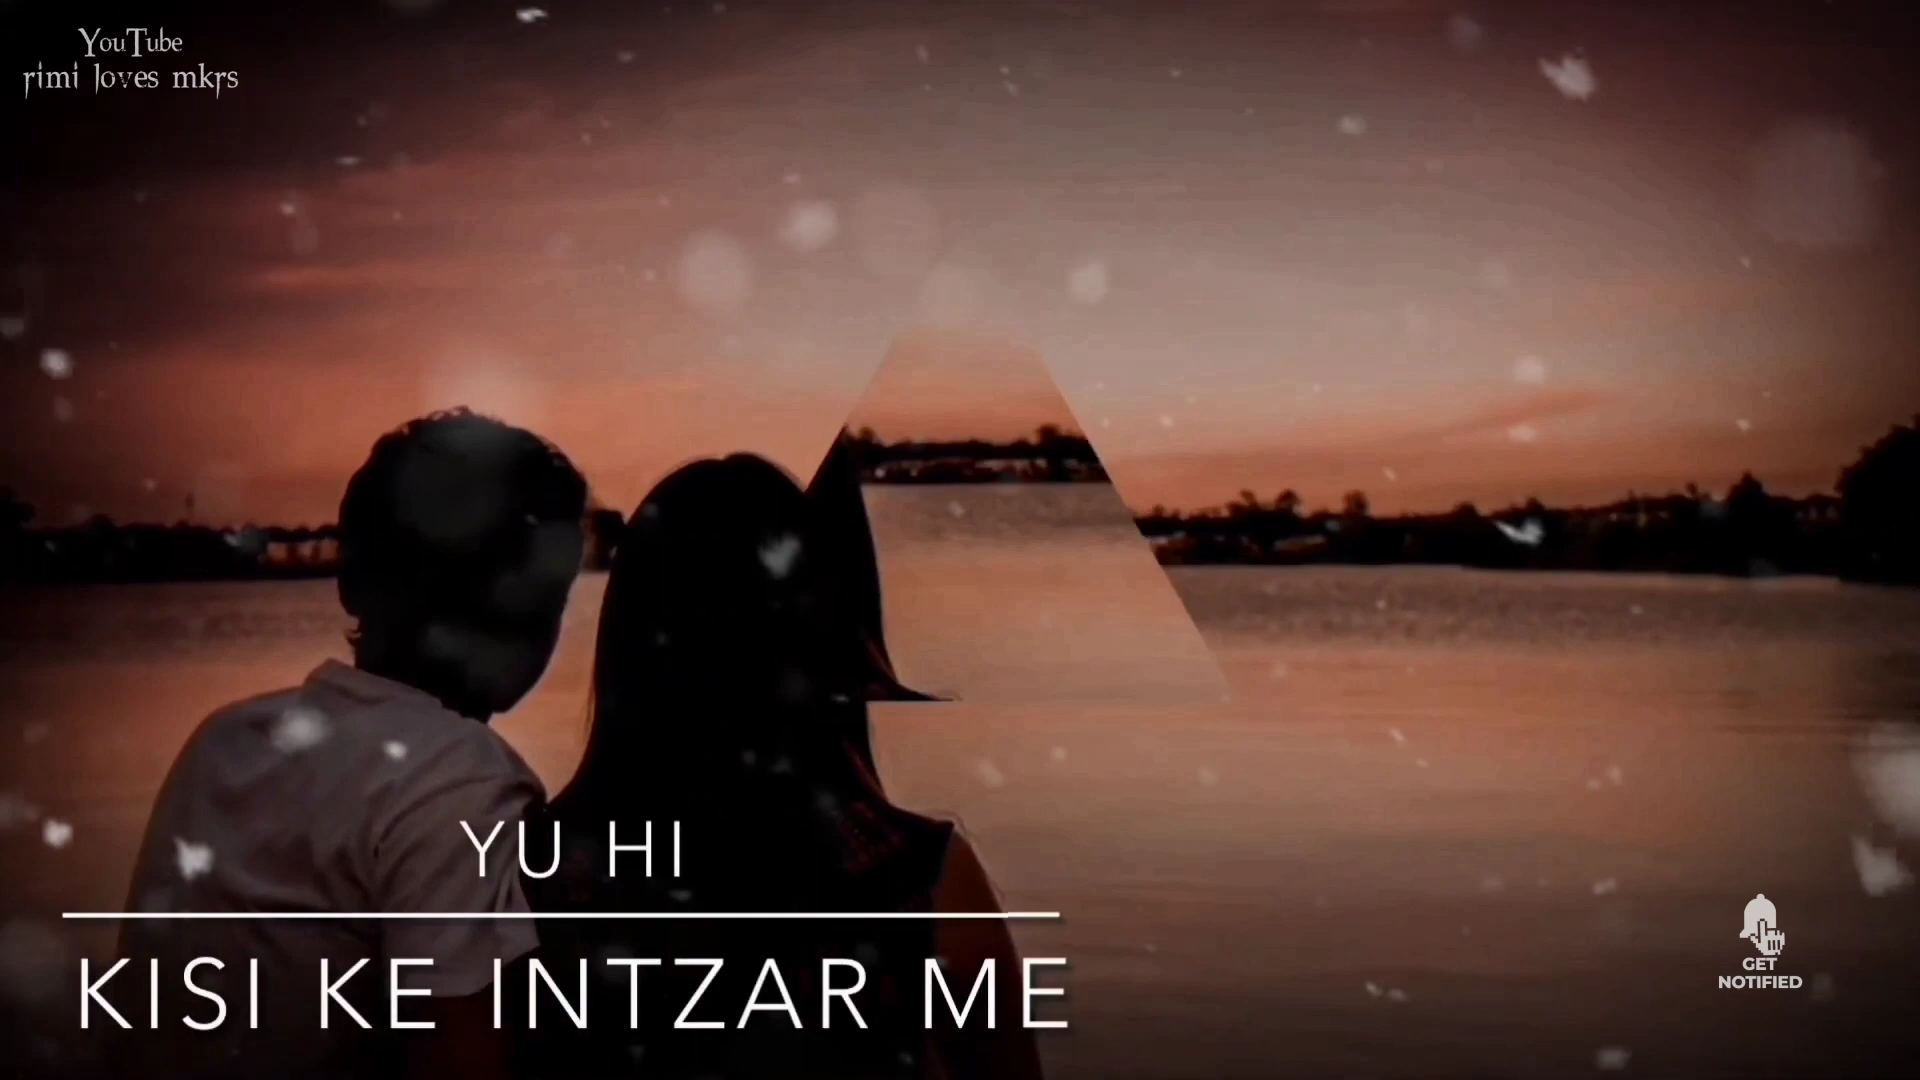 YouTube
rimi loves mkrs
YU HI
KISI KE INTZAR ME
GET
NOTIFIED